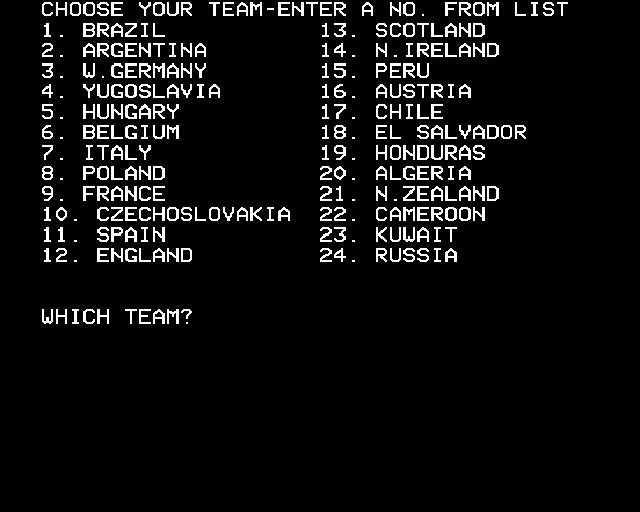 CHOOSE YOUR TEAM-ENTER A NO. FROM LIST
1. BRAZIL 13. SCOTLAND
2. ARGENTINA 14. N.IRELAND
3. W.GERMANY 15. PERU
4. YUGOSLAVIA 16. AUSTRIA
5. HUNGARY 17. CHILE
6. BELGIUM 18. EL SALVADOR
7. ITALY 19. HONDURAS
8. POLAND 20. ALGERIA
9. FRANCE 21. N.ZEALAND
10. CZECHOSLOVAKIA 22. CAMEROON
11. SPAIN 23. KUWAIT
12. ENGLAND 24. RUSSIA
WHICH TEAM?